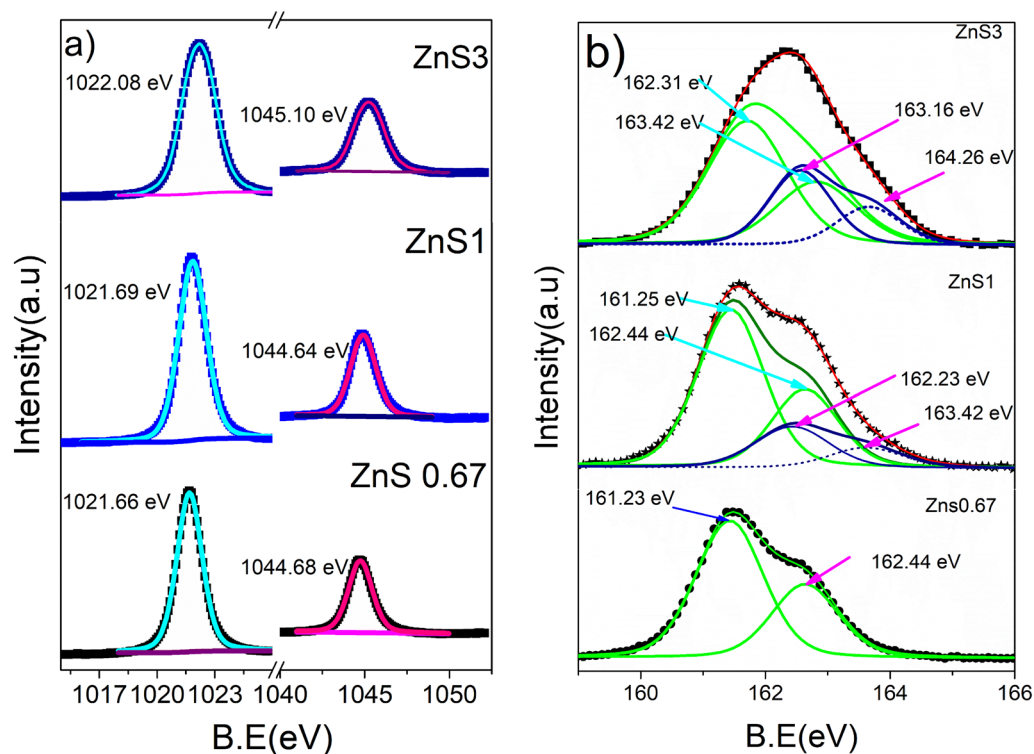 a)
ZnS3
1022.08 eV
1045.10 eV
ZnS1
1021.69 eV
1044.64 eV
ZnS 0.67
1021.66 eV
1044.68 eV
Intensity(a.u)
1017 1020 1023 1040 1045 1050
B.E(eV)
b)
ZnS3
162.31 eV
163.42 eV
163.16 eV
164.26 eV
ZnS1
161.25 eV
162.44 eV
162.23 eV
163.42 eV
Zns0.67
161.23 eV
162.44 eV
Intensity(a.u)
160 162 164 166
B.E(eV)